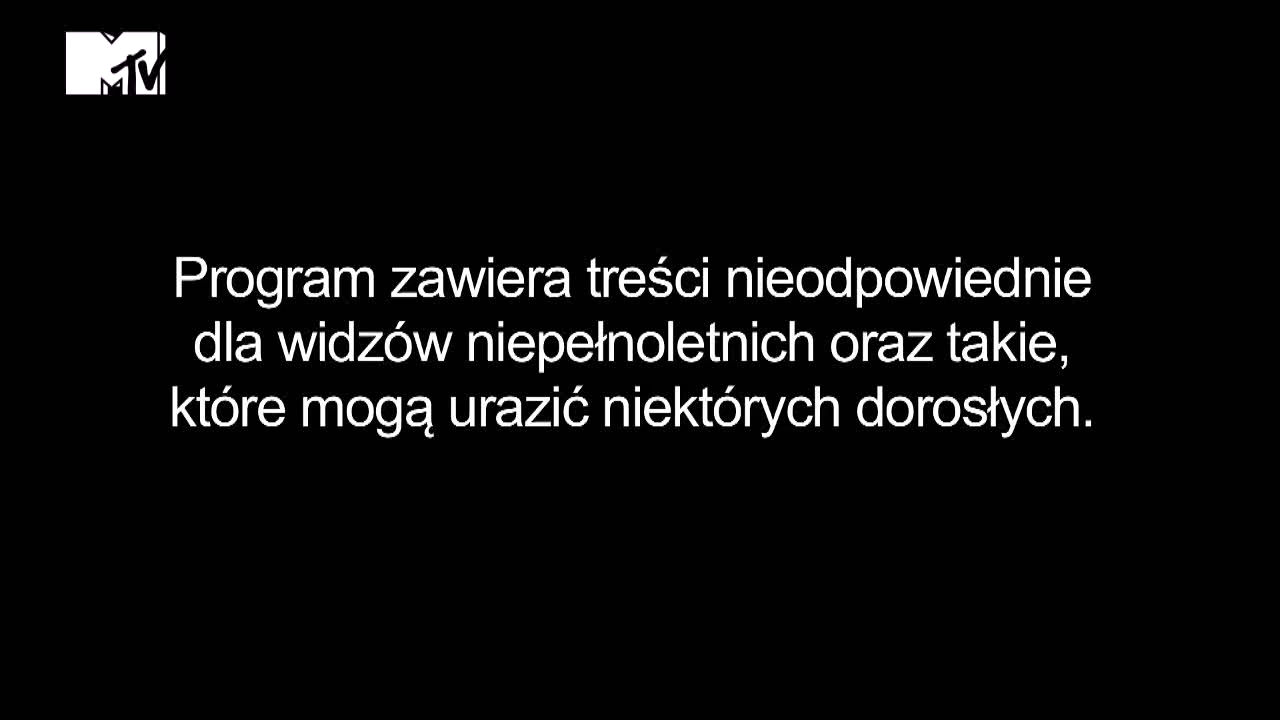 MTV
Program zawiera treści nieodpowiednie
dla widzów niepełnoletnich oraz takie,
które mogą urazić niektórych dorosłych.